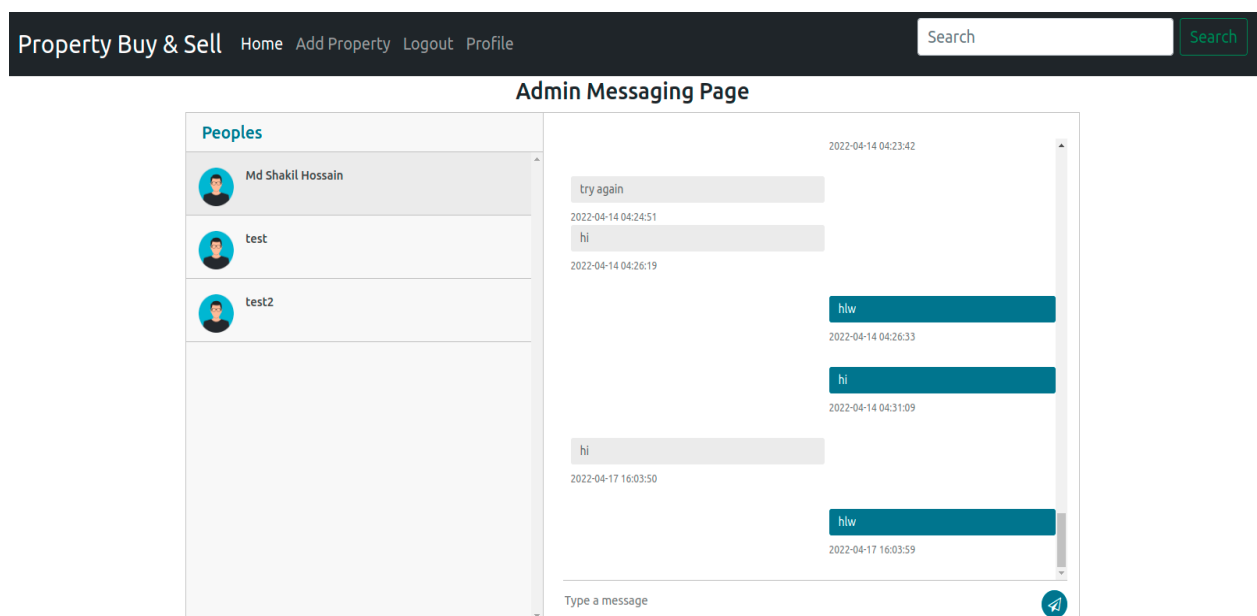 Property Buy & Sell Home Add Property Logout Profile Search Search
Admin Messaging Page
Peoples
Md Shakil Hossain
test
test2
2022-04-14 04:23:42
try again
2022-04-14 04:24:51
hi
2022-04-14 04:26:19
hlw
2022-04-14 04:26:33
hi
2022-04-14 04:31:09
hi
2022-04-17 16:03:50
hlw
2022-04-17 16:03:59
Type a message